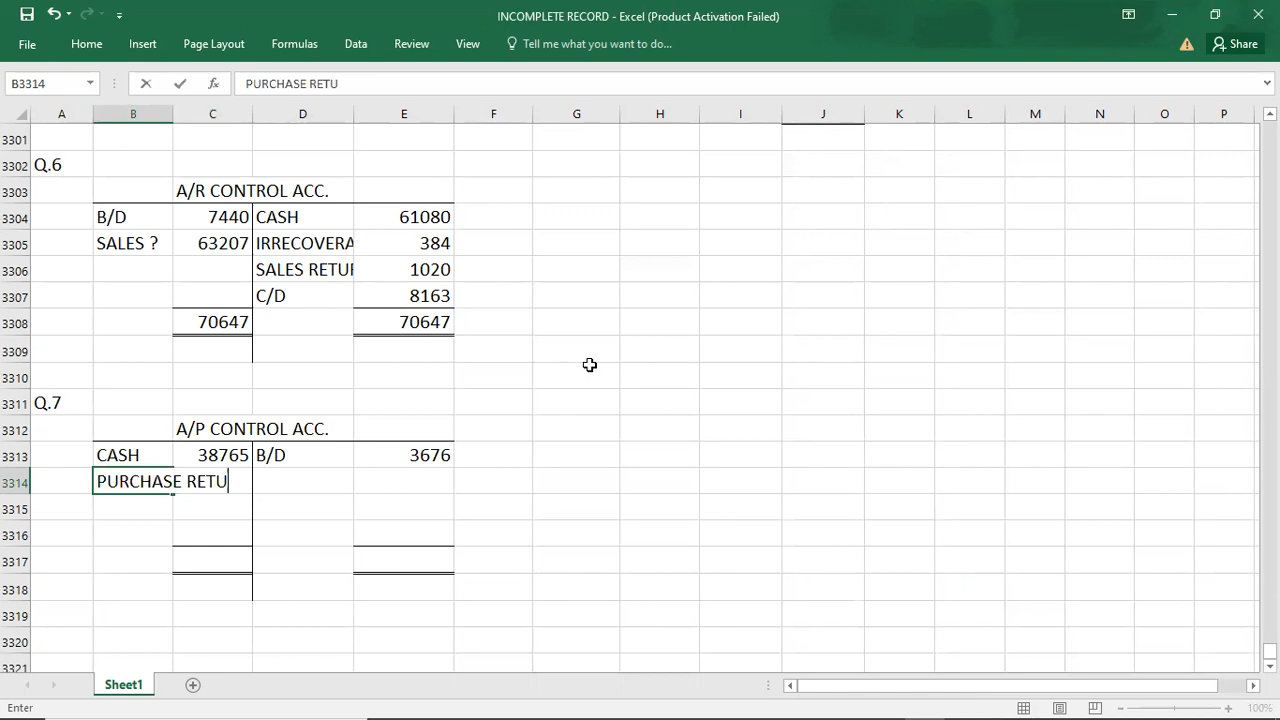 INCOMPLETE RECORD - Excel (Product Activation Failed)
File Home Insert Page Layout Formulas Data Review View Tell me what you want to do... Share
B3314 fx PURCHASE RETU
A B C D E F G H I J K L M N O P
3301
3302 Q.6
3303 A/R CONTROL ACC.
3304 B/D 7440 CASH 61080
3305 SALES ? 63207 IRRECOVERA 384
3306 SALES RETUR 1020
3307 C/D 8163
3308 70647 70647
3309
3310
3311 Q.7
3312 A/P CONTROL ACC.
3313 CASH 38765 B/D 3676
3314 PURCHASE RETU
3315
3316
3317
3318
3319
3320
3321
Sheet1
Enter 100%